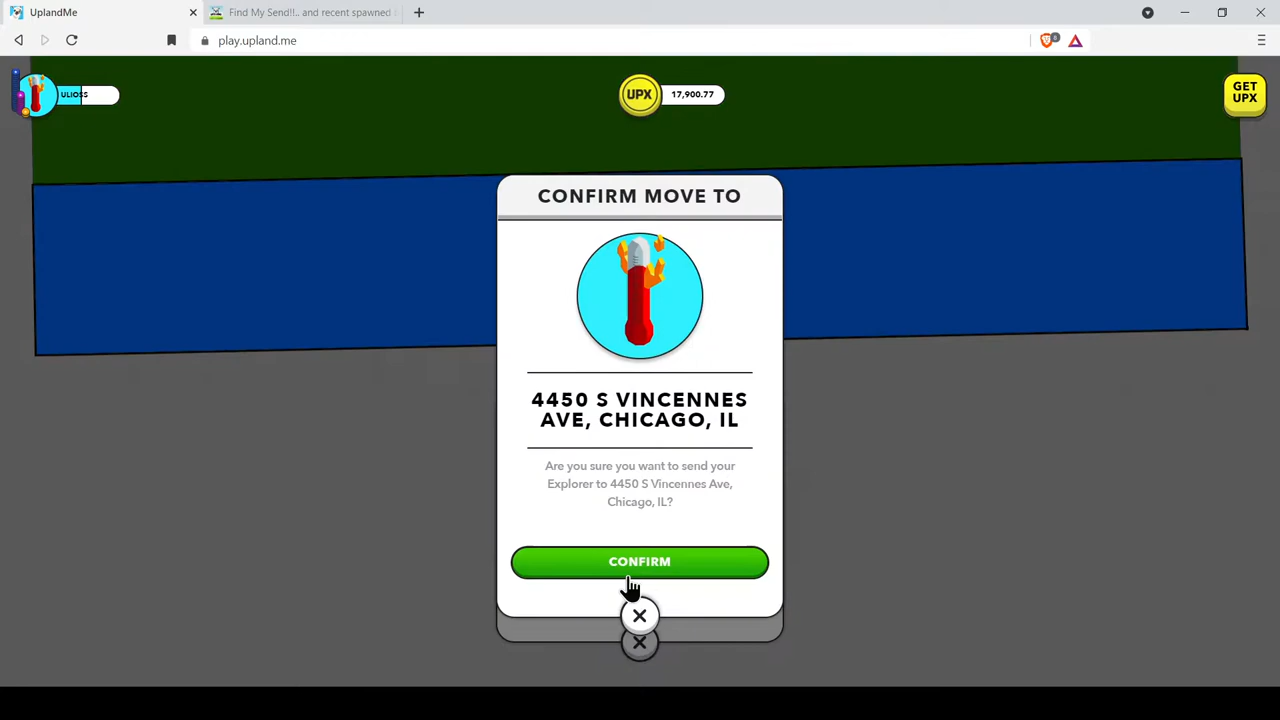 UplandMe
Find My Send!!.. and recent spawned
play.upland.me
8
ULIOSS
UPX
17,900.77
GET
UPX
CONFIRM MOVE TO
4450 S VINCENNES
AVE, CHICAGO, IL
Are you sure you want to send your
Explorer to 4450 S Vincennes Ave,
Chicago, IL?
CONFIRM